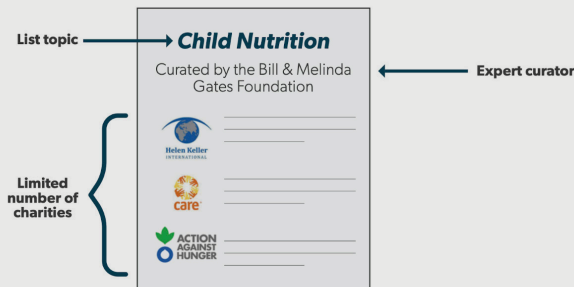 List topic
Child Nutrition
Curated by the Bill & Melinda
Gates Foundation
Expert curator
Limited
number of
charities
Helen Keller
INTERNATIONAL
care
ACTION
AGAINST
HUNGER